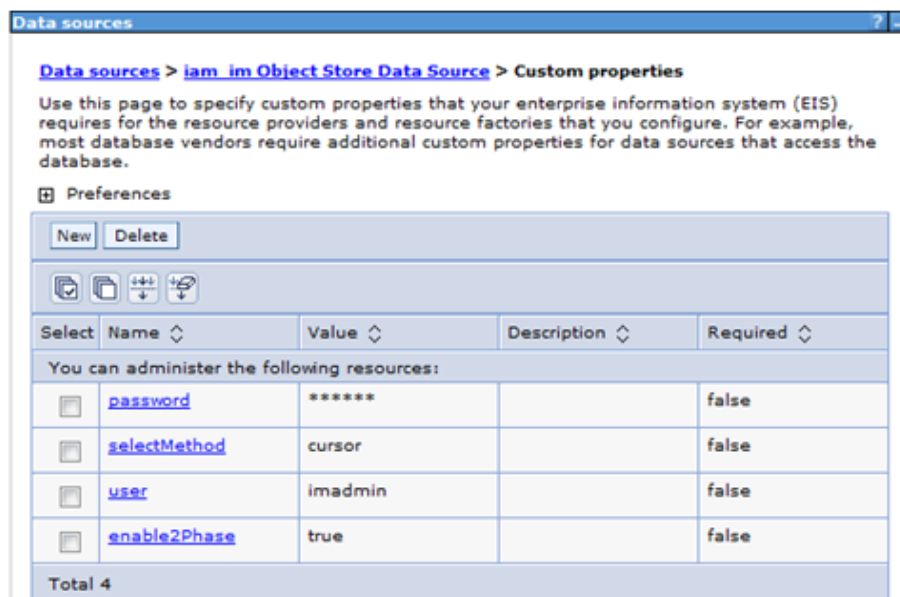 Data sources ? -
Data sources > iam_im Object Store Data Source > Custom properties
Use this page to specify custom properties that your enterprise information system (EIS)
requires for the resource providers and resource factories that you configure. For example,
most database vendors require additional custom properties for data sources that access the
database.
Preferences
New Delete
Select Name Value Description Required
You can administer the following resources:
password ****** false
selectMethod cursor false
user imadmin false
enable2Phase true false
Total 4